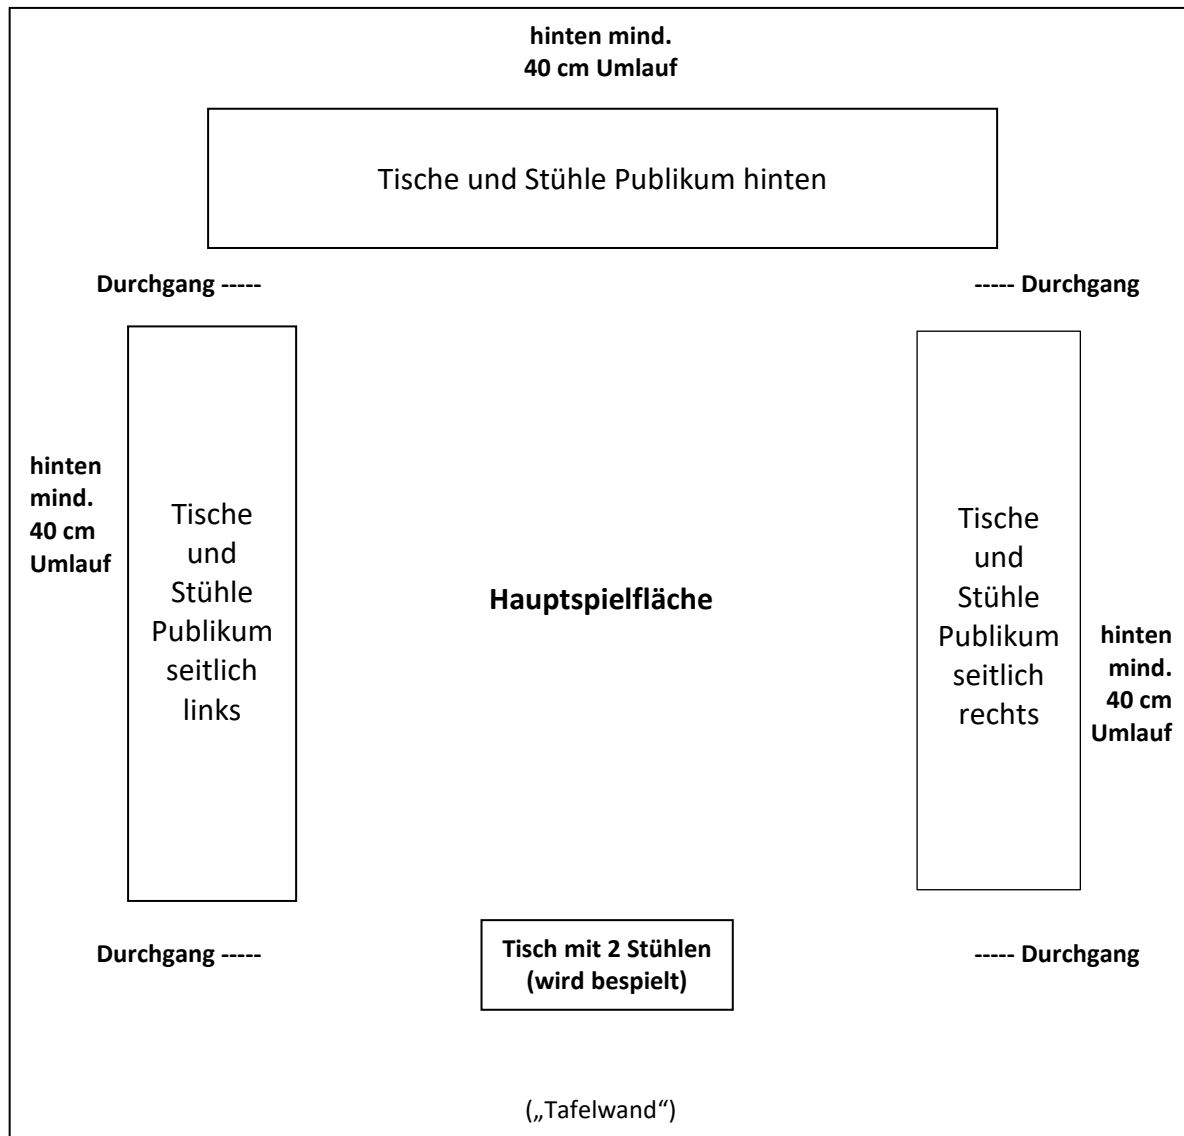 hinten mind.
40 cm Umlauf
Tische und Stühle Publikum hinten
Durchgang -----
----- Durchgang
hinten
mind.
40 cm
Umlauf
Tische
und
Stühle
Publikum
seitlich
links
Hauptspielfläche
Tische
und
Stühle
Publikum
seitlich
rechts
hinten
mind.
40 cm
Umlauf
Durchgang -----
Tisch mit 2 Stühlen
(wird bespielt)
----- Durchgang
(„Tafelwand“)